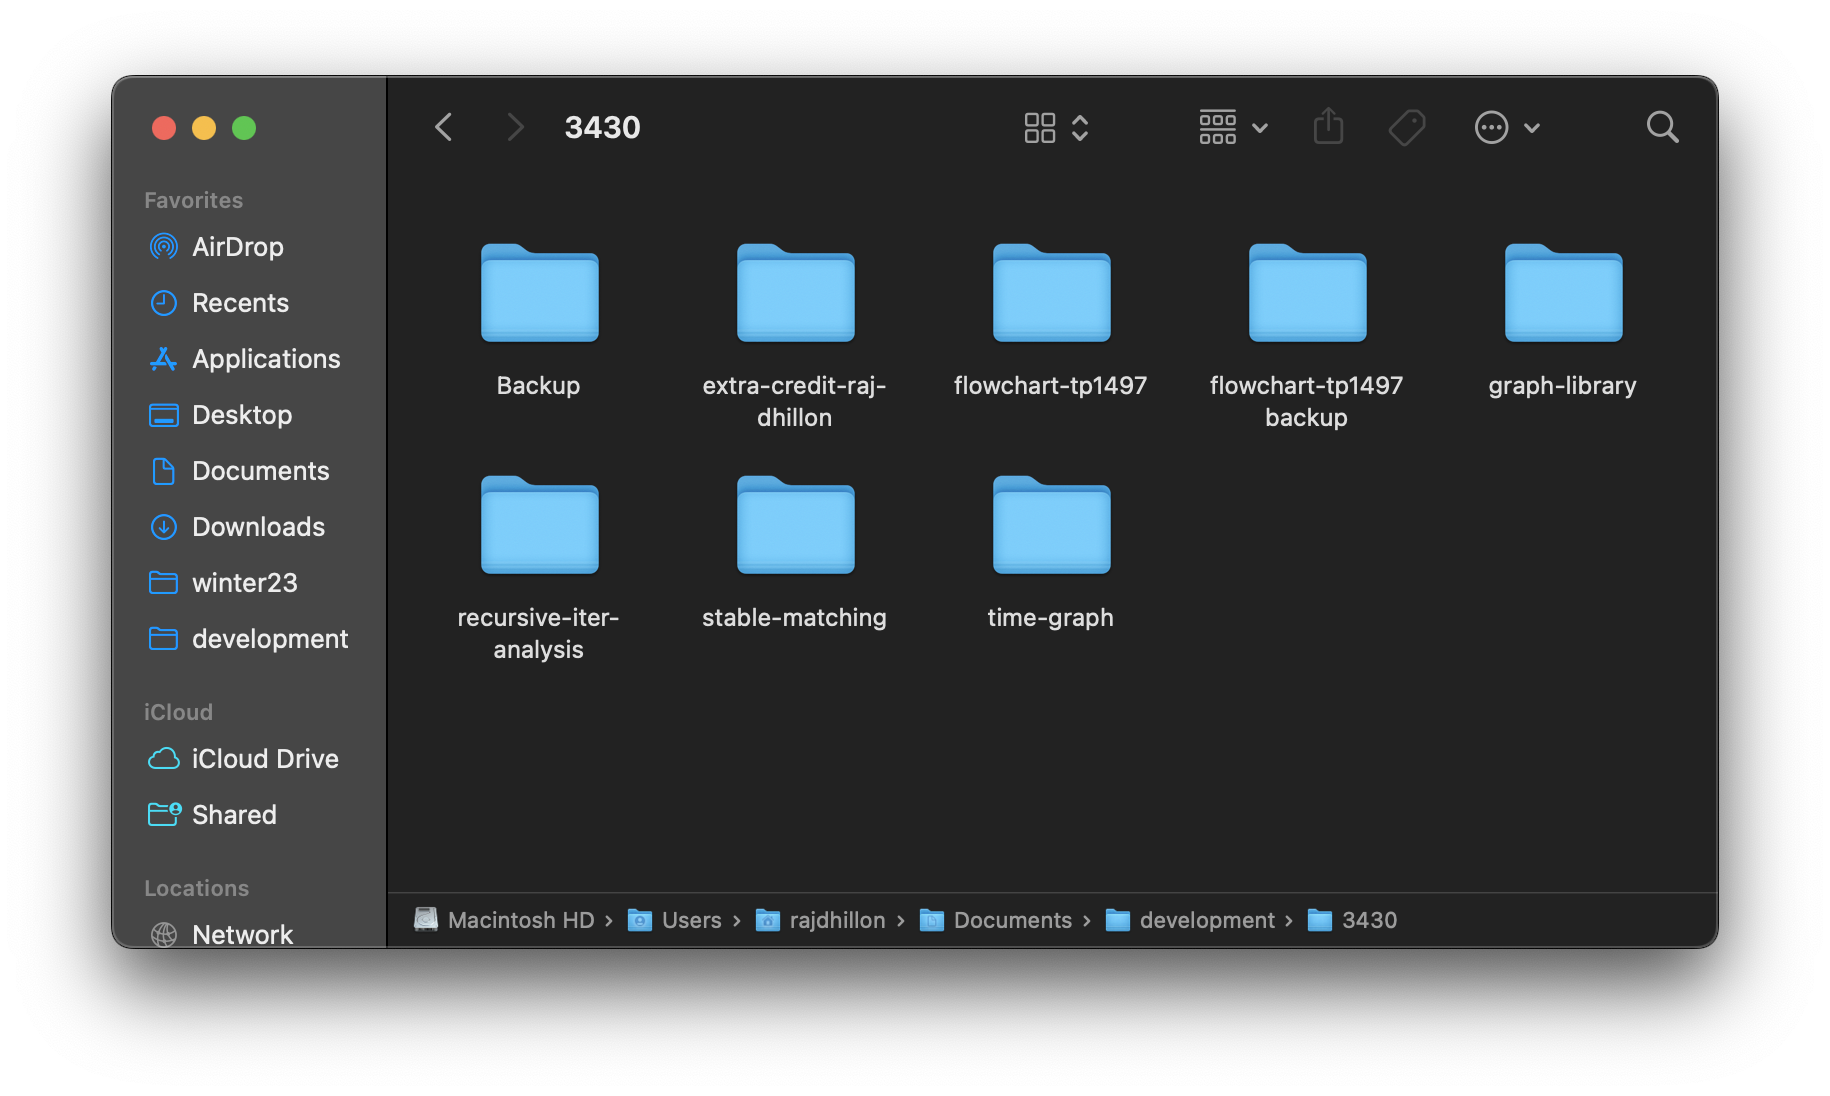 3430
Favorites
AirDrop
Recents
Applications
Desktop
Documents
Downloads
winter23
development
iCloud
iCloud Drive
Shared
Locations
Network
Backup
extra-credit-raj-
dhillon
flowchart-tp1497
flowchart-tp1497
backup
graph-library
recursive-iter-
analysis
stable-matching
time-graph
Macintosh HD › Users › rajdhillon › Documents › development › 3430